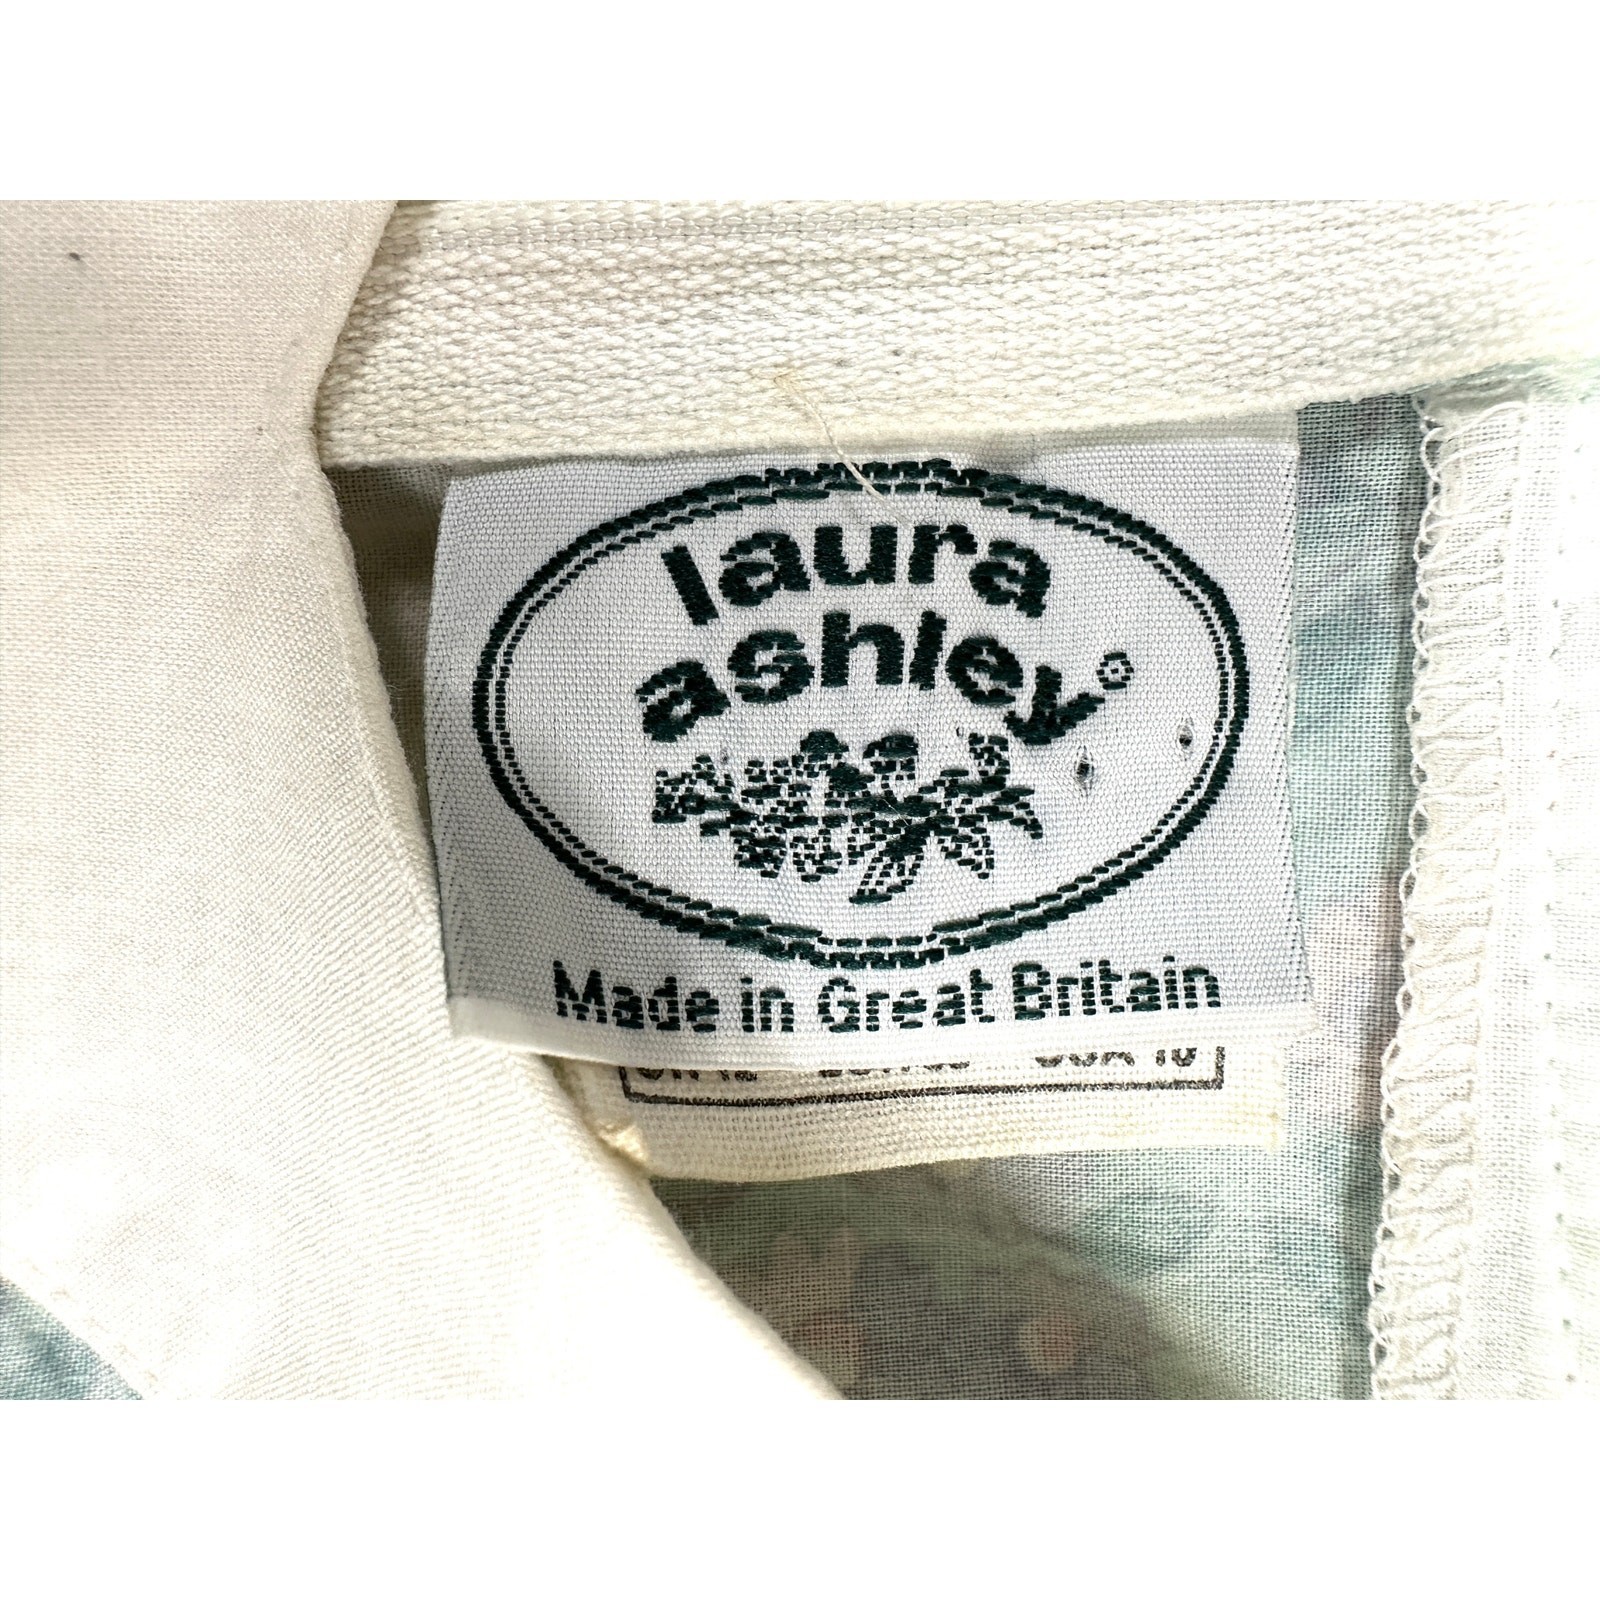 laura
ashley®
Made in Great Britain